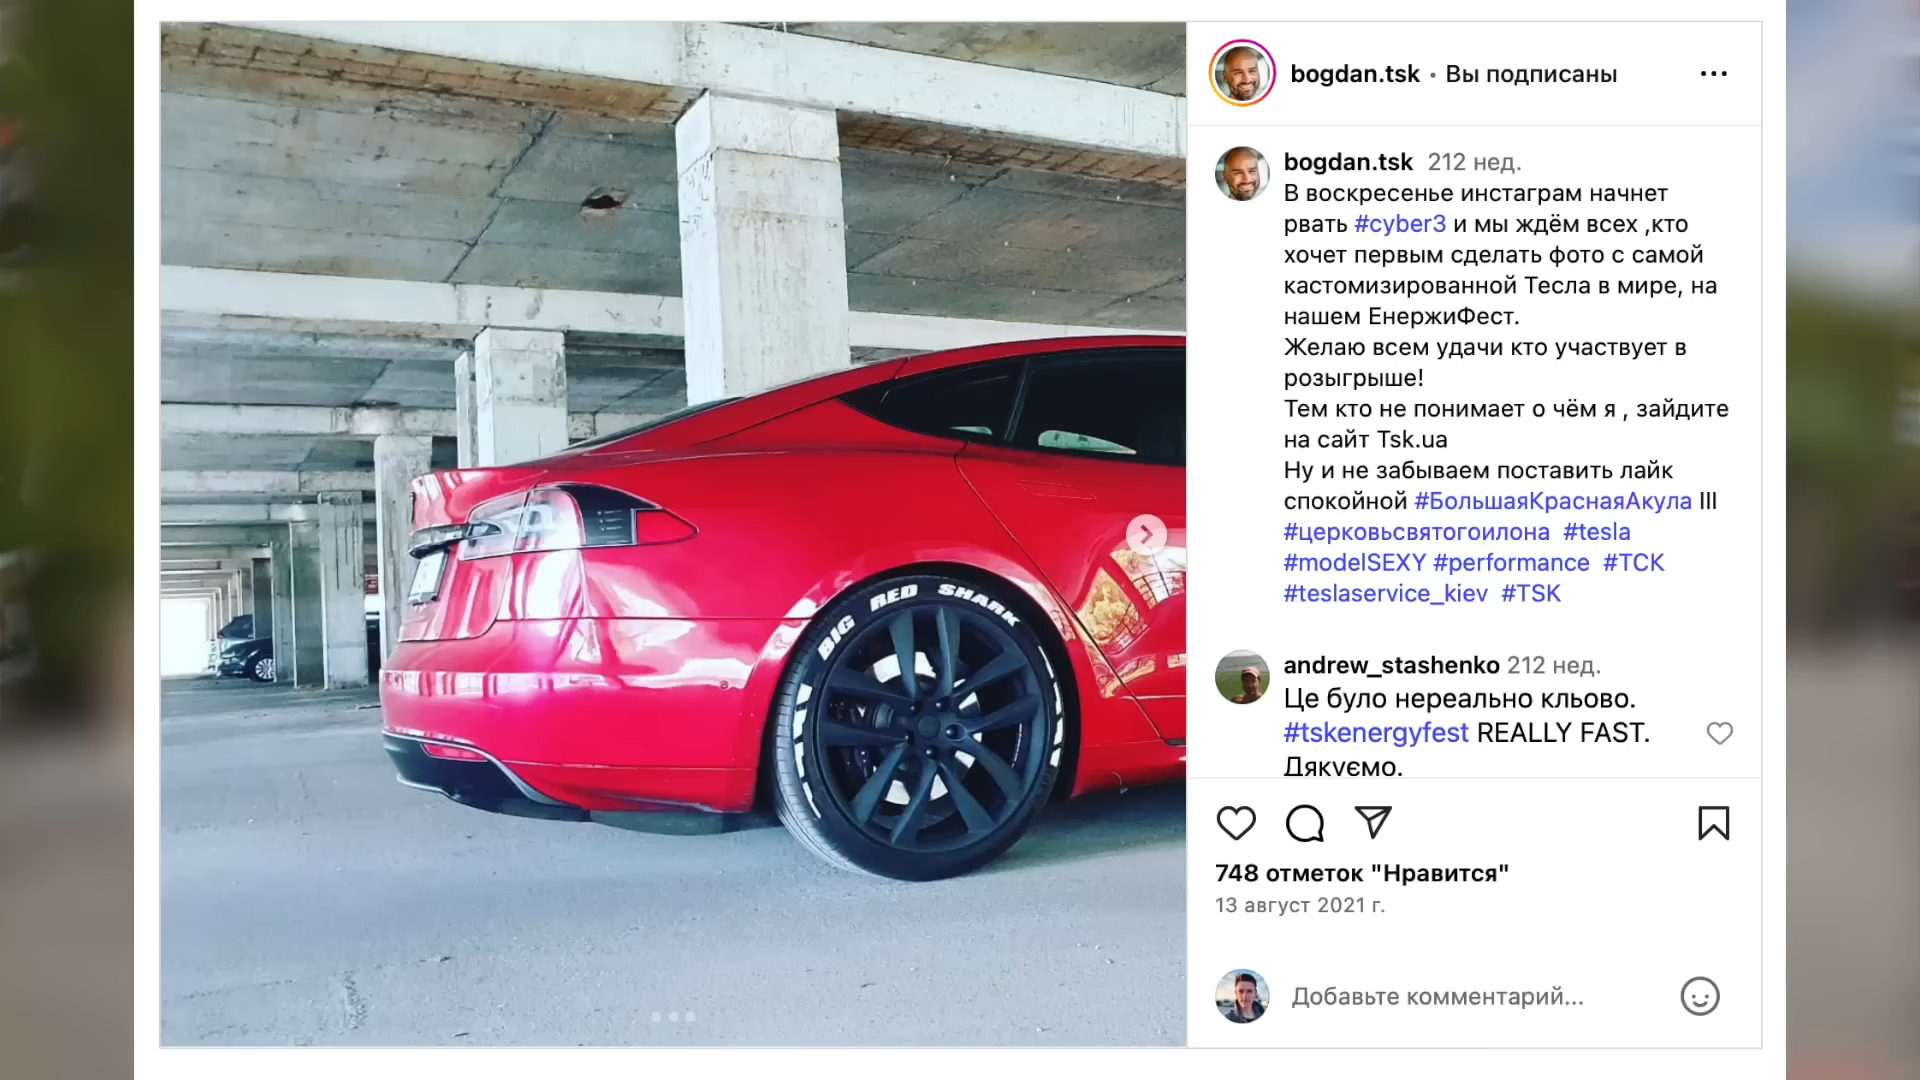 BIG RED SHARK
bogdan.tsk • Вы подписаны
bogdan.tsk 212 нед.
В воскресенье инстаграм начнет
рвать #cyber3 и мы ждём всех ,кто
хочет первым сделать фото с самой
кастомизированной Тесла в мире, на
нашем ЕнержиФест.
Желаю всем удачи кто участвует в
розыгрыше!
Тем кто не понимает о чём я , зайдите
на сайт Tsk.ua
Ну и не забываем поставить лайк
спокойной #БольшаяКраснаяАкула III
#церковьсвятогоилона #tesla
#modelSEXY #performance #ТСК
#teslaservice_kiev #TSK
andrew_stashenko 212 нед.
Це було нереально кльово.
#tskenergyfest REALLY FAST.
Дякуємо.
748 отметок "Нравится"
13 август 2021 г.
Добавьте комментарий...